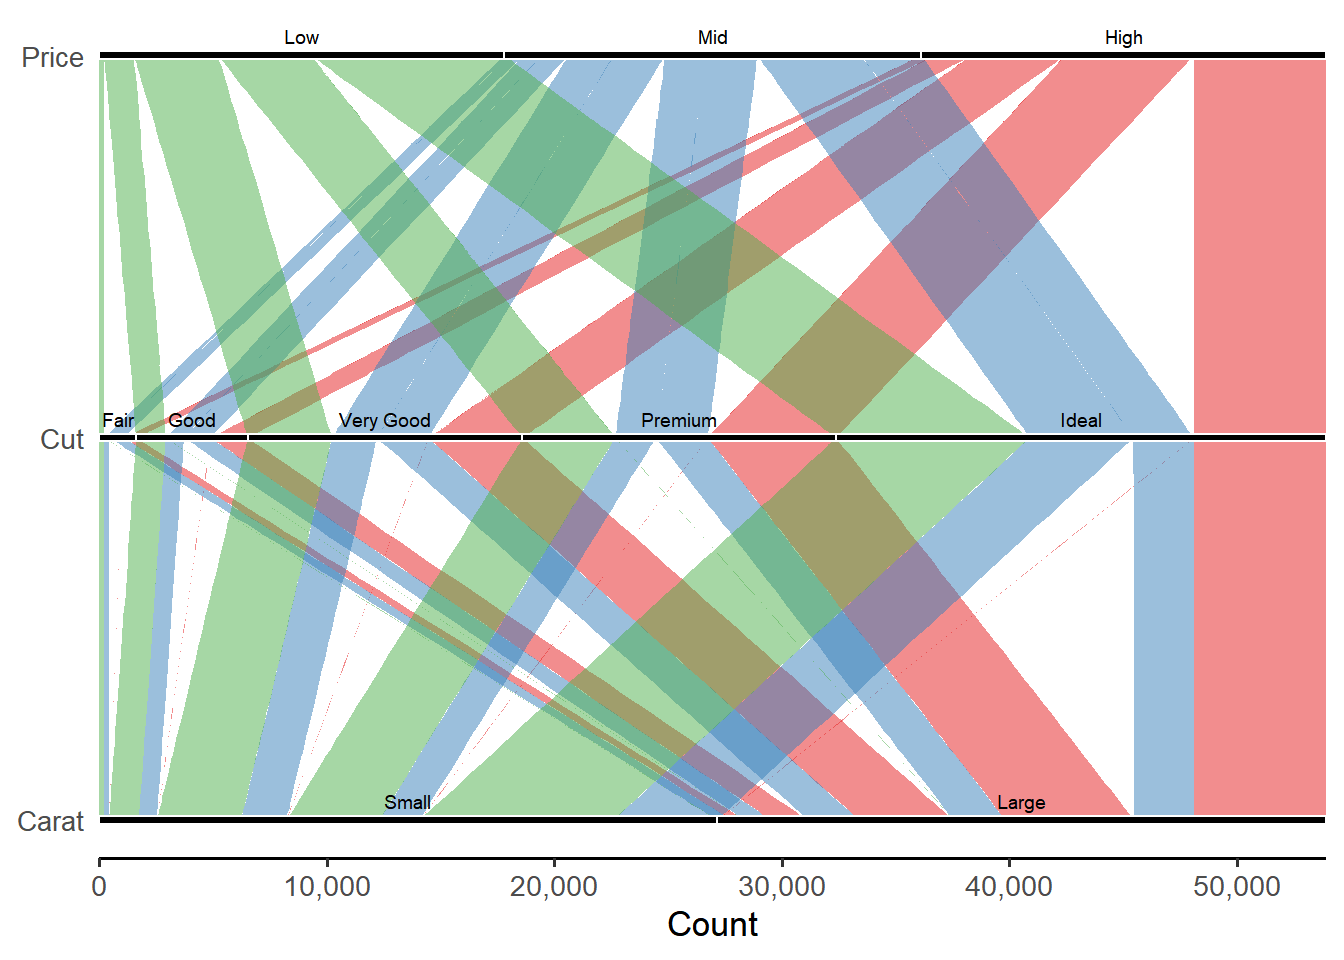 Low Mid High
Price
Fair Good Very Good Premium Ideal
Cut
Small Large
Carat
0 10,000 20,000 30,000 40,000 50,000
Count